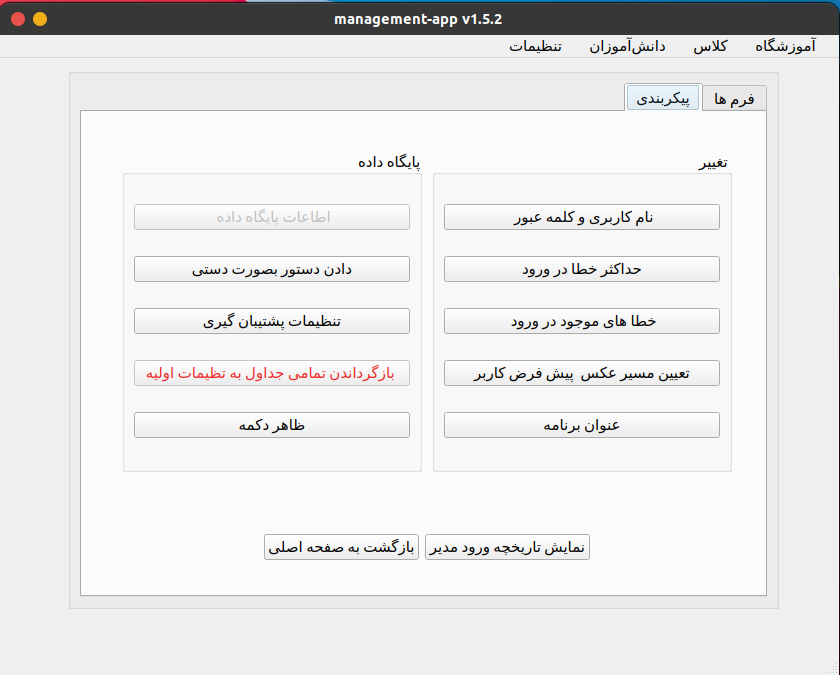 management-app v1.5.2
آموزشگاه کلاس دانش‌آموزان تنظیمات
فرم ها پیکربندی
تغییر
نام کاربری و کلمه عبور
حداکثر خطا در ورود
خطا های موجود در ورود
تعیین مسیر عکس پیش فرض کاربر
عنوان برنامه
پایگاه داده
اطاعات پایگاه داده
دادن دستور بصورت دستی
تنظیمات پشتیبان گیری
بازگرداندن تمامی جداول به تظیمات اولیه
ظاهر دکمه
نمایش تاریخچه ورود مدیر بازگشت به صفحه اصلی